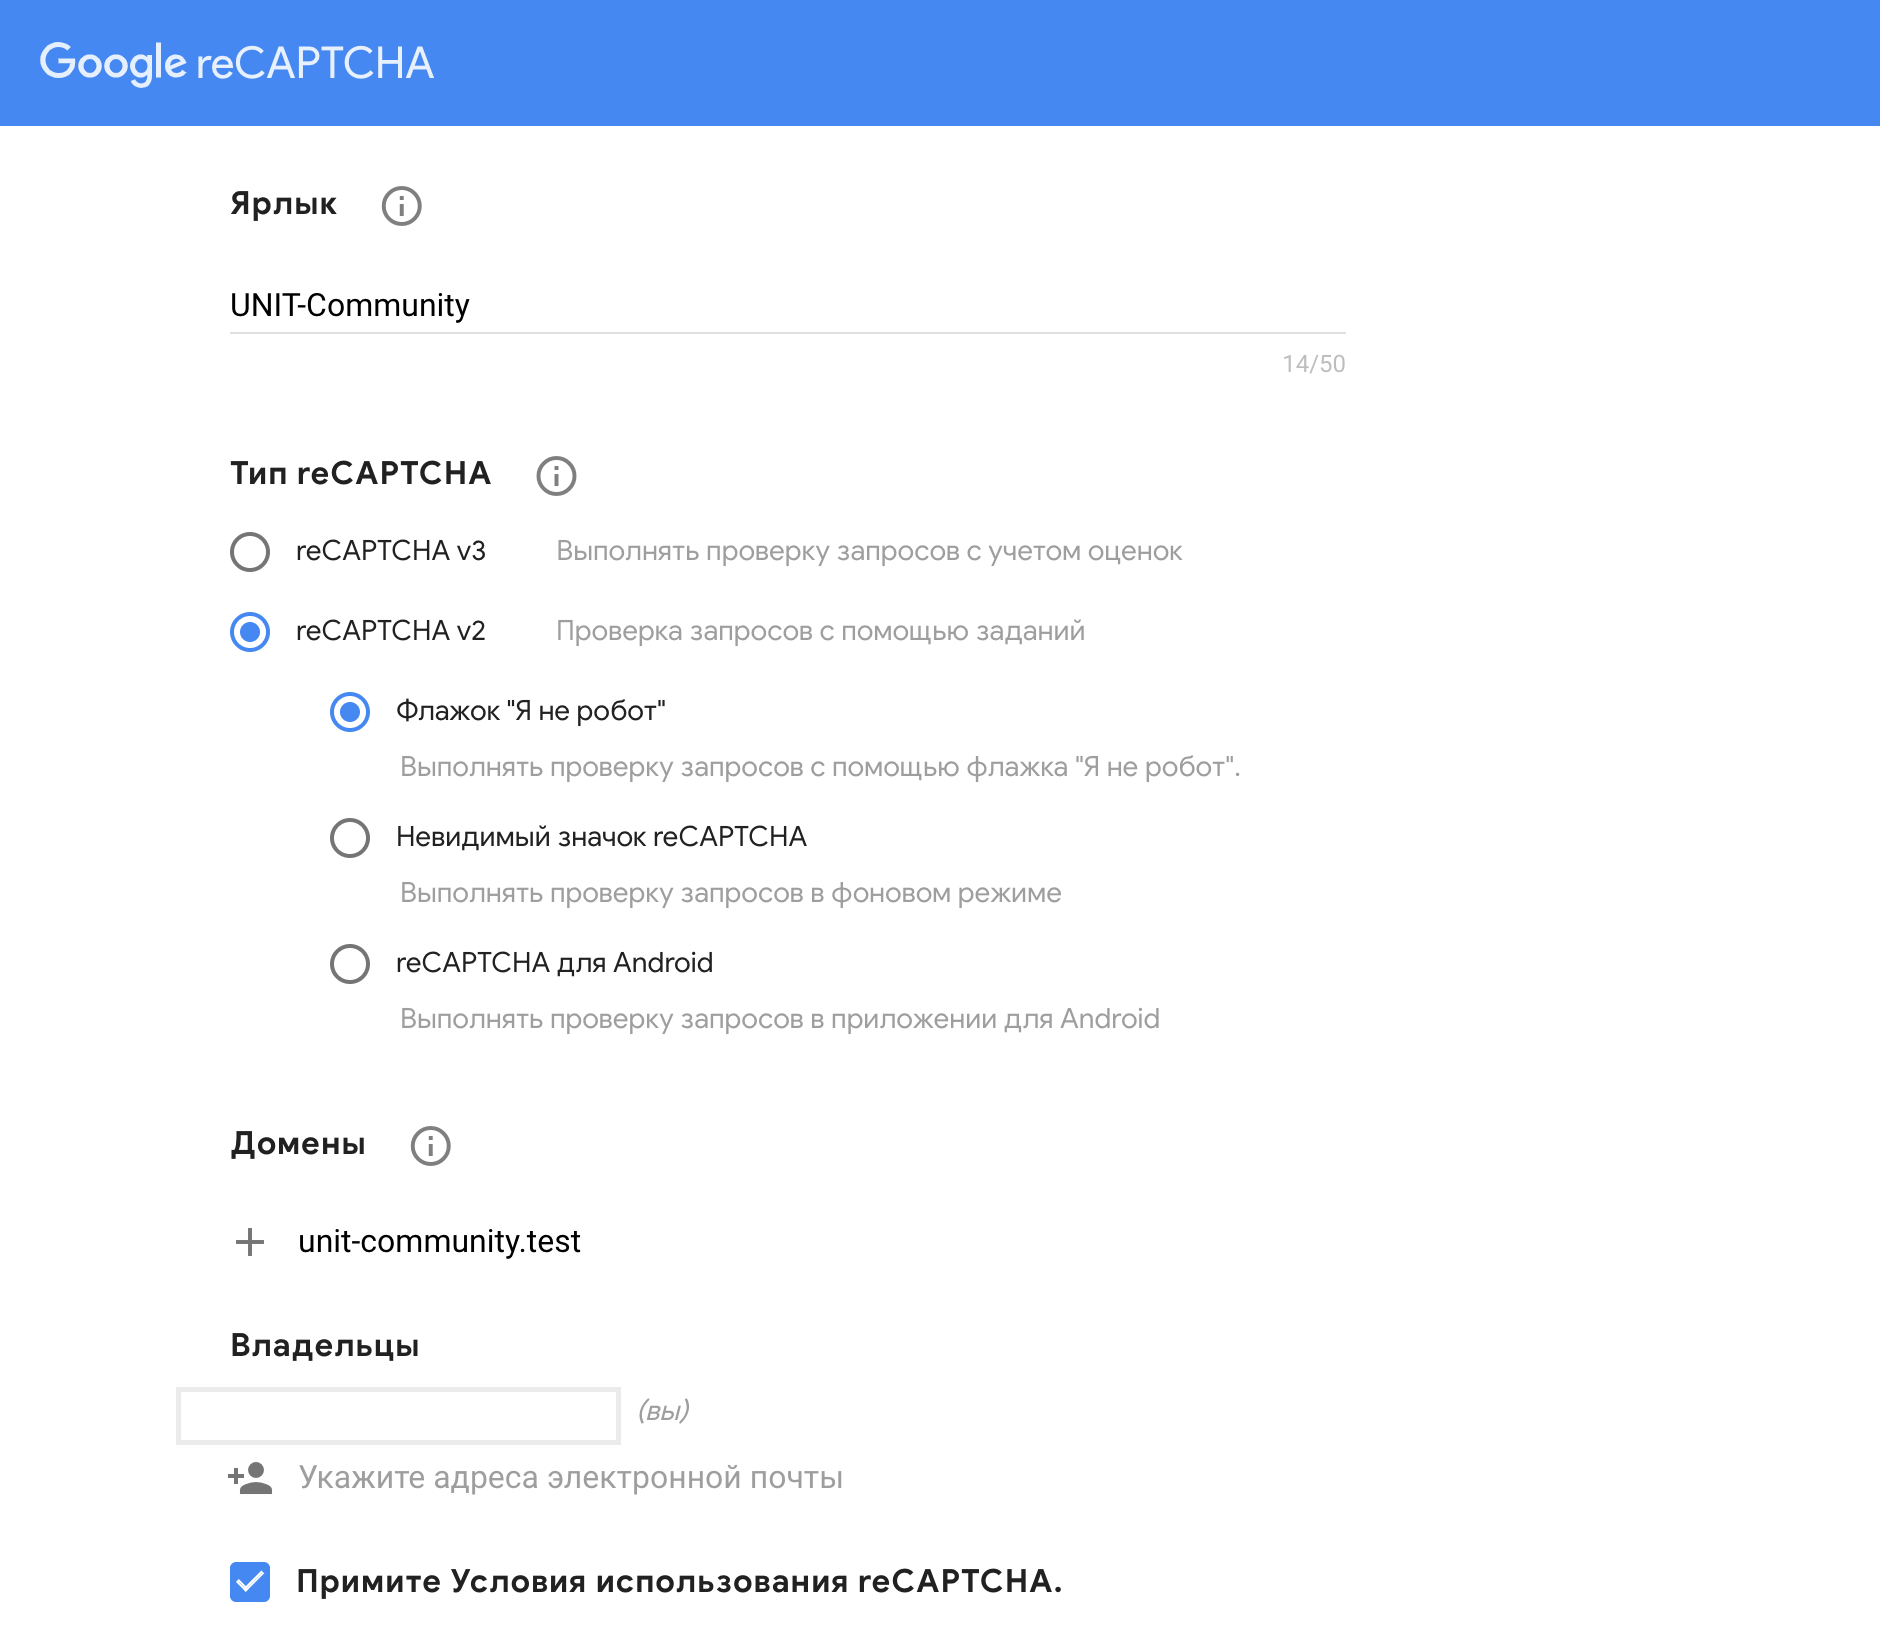 Google reCAPTCHA
Ярлык
UNIT-Community
14/50
Тип reCAPTCHA
reCAPTCHA v3 Выполнять проверку запросов с учетом оценок
reCAPTCHA v2 Проверка запросов с помощью заданий
Флажок "Я не робот"
Выполнять проверку запросов с помощью флажка "Я не робот".
Невидимый значок reCAPTCHA
Выполнять проверку запросов в фоновом режиме
reCAPTCHA для Android
Выполнять проверку запросов в приложении для Android
Домены
unit-community.test
Владельцы
(вы)
Укажите адреса электронной почты
Примите Условия использования reCAPTCHA.